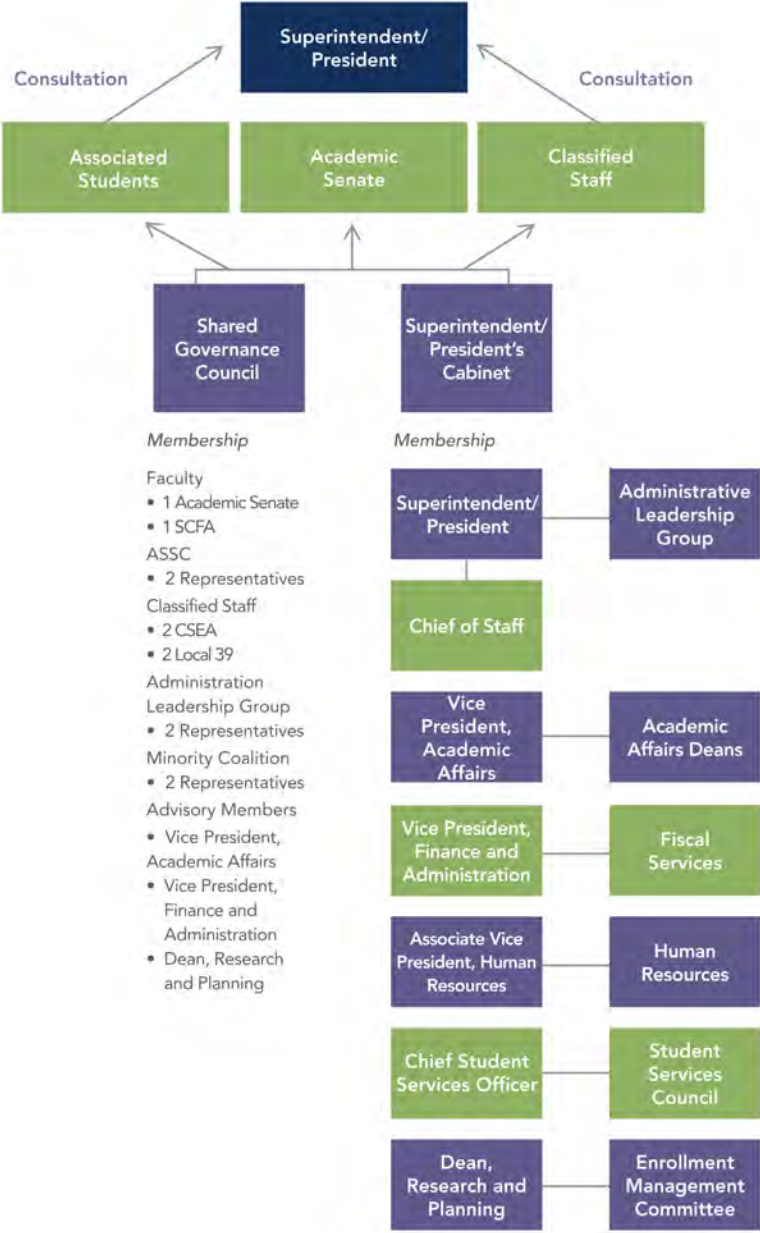 Superintendent/
President
Consultation
Consultation
Associated
Students
Academic
Senate
Classified
Staff
Shared
Governance
Council
Superintendent/
President's
Cabinet
Membership
Faculty
• 1 Academic Senate
• 1 SCFA
ASSC
• 2 Representatives
Classified Staff
• 2 CSEA
• 2 Local 39
Administration
Leadership Group
• 2 Representatives
Minority Coalition
• 2 Representatives
Advisory Members
• Vice President,
Academic Affairs
• Vice President,
Finance and
Administration
• Dean, Research
and Planning
Membership
Superintendent/
President
Administrative
Leadership
Group
Chief of Staff
Vice
President,
Academic
Affairs
Academic
Affairs Deans
Vice President,
Finance and
Administration
Fiscal
Services
Associate Vice
President, Human
Resources
Human
Resources
Chief Student
Services Officer
Student
Services
Council
Dean,
Research and
Planning
Enrollment
Management
Committee